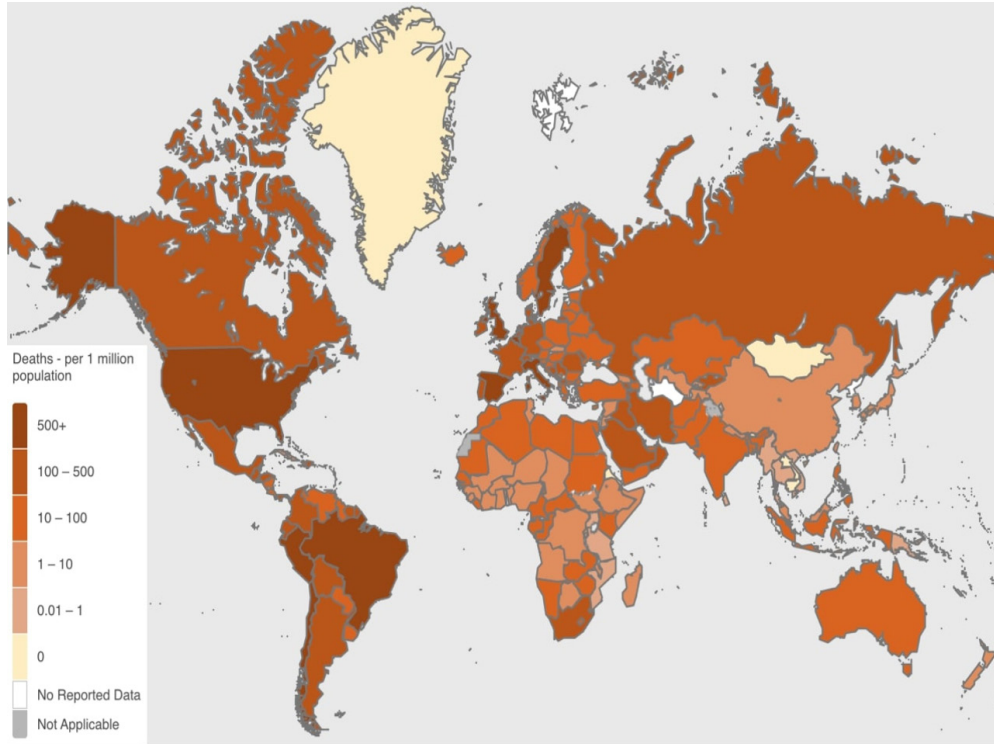 Deaths - per 1 million
population
500+
100 – 500
10 – 100
1 – 10
0.01 – 1
0
No Reported Data
Not Applicable